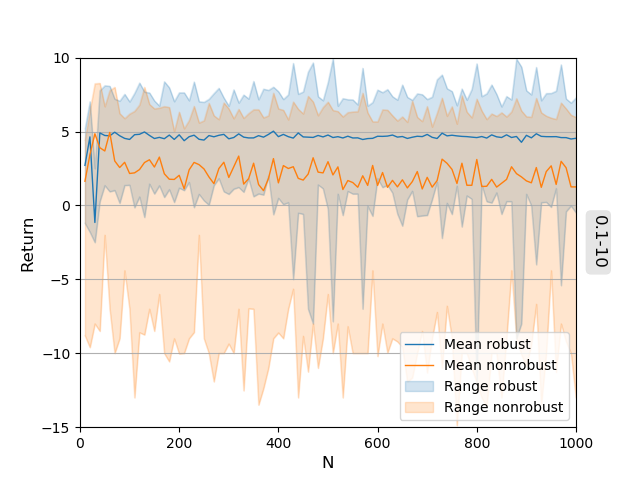 10
5
0
−5
−10
−15
Return
0
200
400
600
800
1000
N
0.1-10
Mean robust
Mean nonrobust
Range robust
Range nonrobust